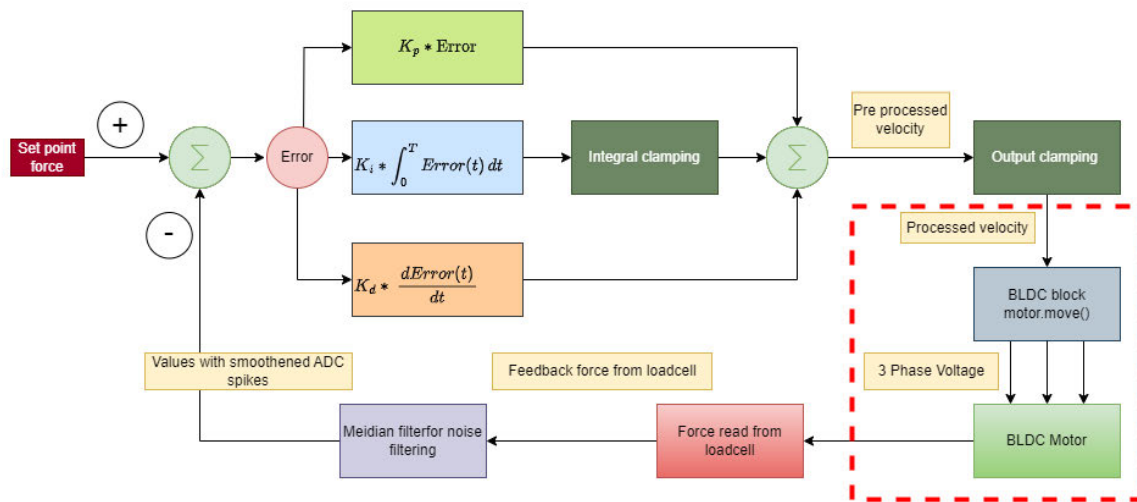 K_p * Error
+
Pre processed
velocity
Set point
force
∑
Error
K_i * ∫_0^T Error(t) dt
Integral clamping
∑
Output clamping
-
Processed velocity
K_d * dError(t)/dt
BLDC block
motor.move()
Values with smoothened ADC
spikes
Feedback force from loadcell
3 Phase Voltage
Meidian filterfor noise
filtering
Force read from
loadcell
BLDC Motor